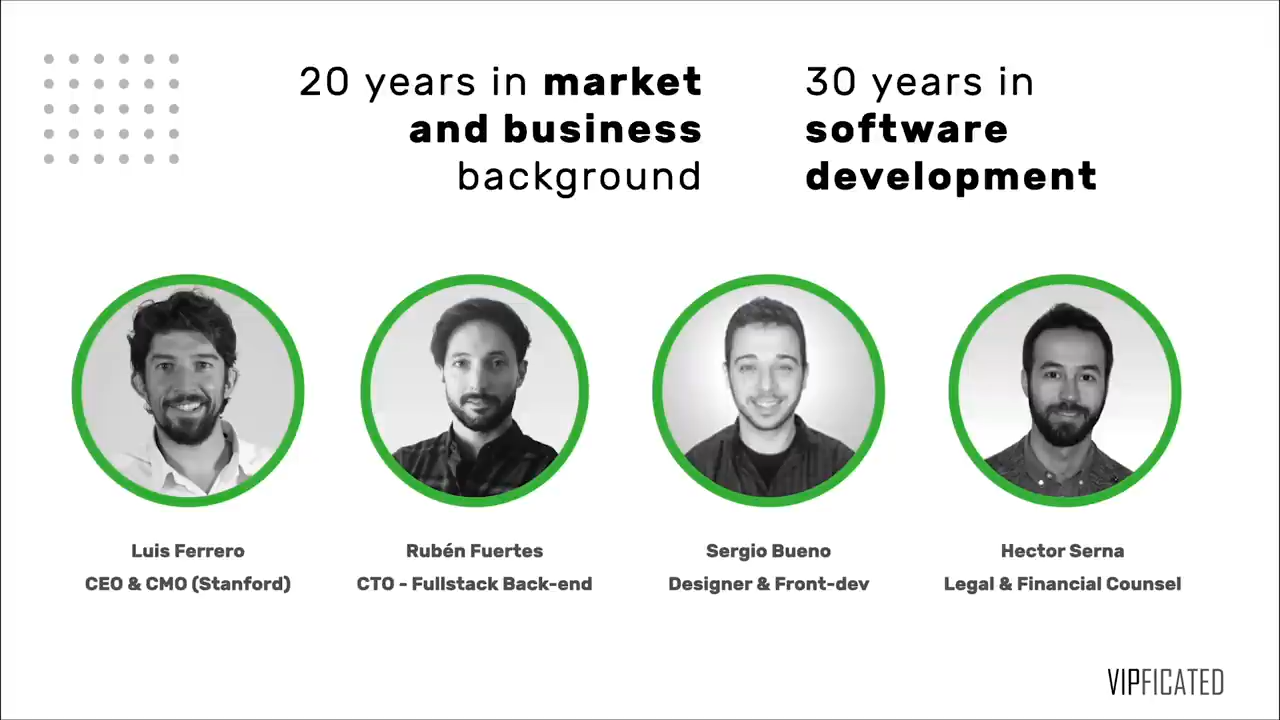 20 years in market
and business
background
30 years in
software
development
Luis Ferrero
CEO & CMO (Stanford)
Rubén Fuertes
CTO - Fullstack Back-end
Sergio Bueno
Designer & Front-dev
Hector Serna
Legal & Financial Counsel
VIPFICATED